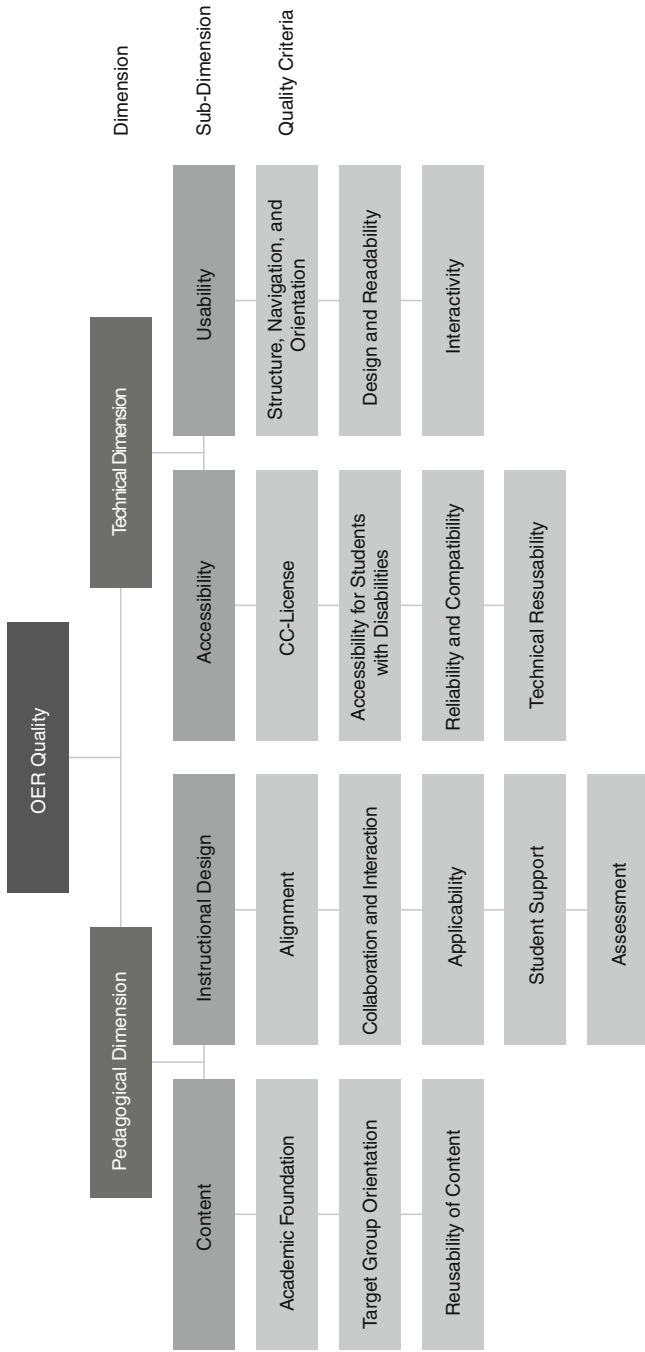 OER Quality
Pedagogical Dimension
Technical Dimension
Dimension
Content
Instructional Design
Accessibility
Usability
Sub-Dimension
Academic Foundation
Alignment
CC-License
Structure, Navigation, and
Orientation
Quality Criteria
Target Group Orientation
Collaboration and Interaction
Accessibility for Students
with Disabilities
Design and Readability
Reusability of Content
Applicability
Reliability and Compatibility
Interactivity
Student Support
Technical Resusability
Assessment